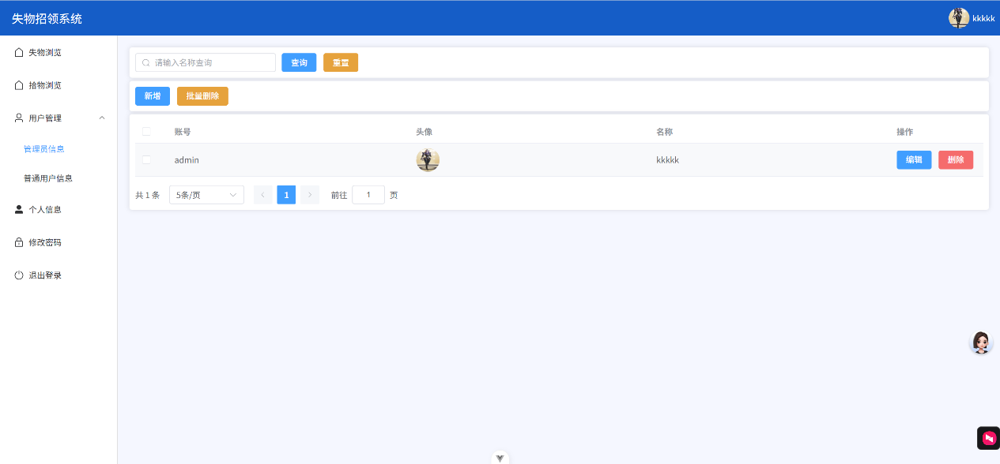 失物招领系统
kkkkk
失物浏览
拾物浏览
用户管理
管理员信息
普通用户信息
个人信息
修改密码
退出登录
请输入名称查询
查询
重置
新增
批量删除
账号 头像 名称 操作
admin kkkkk 编辑 删除
共 1 条 5条/页 1 前往 1 页